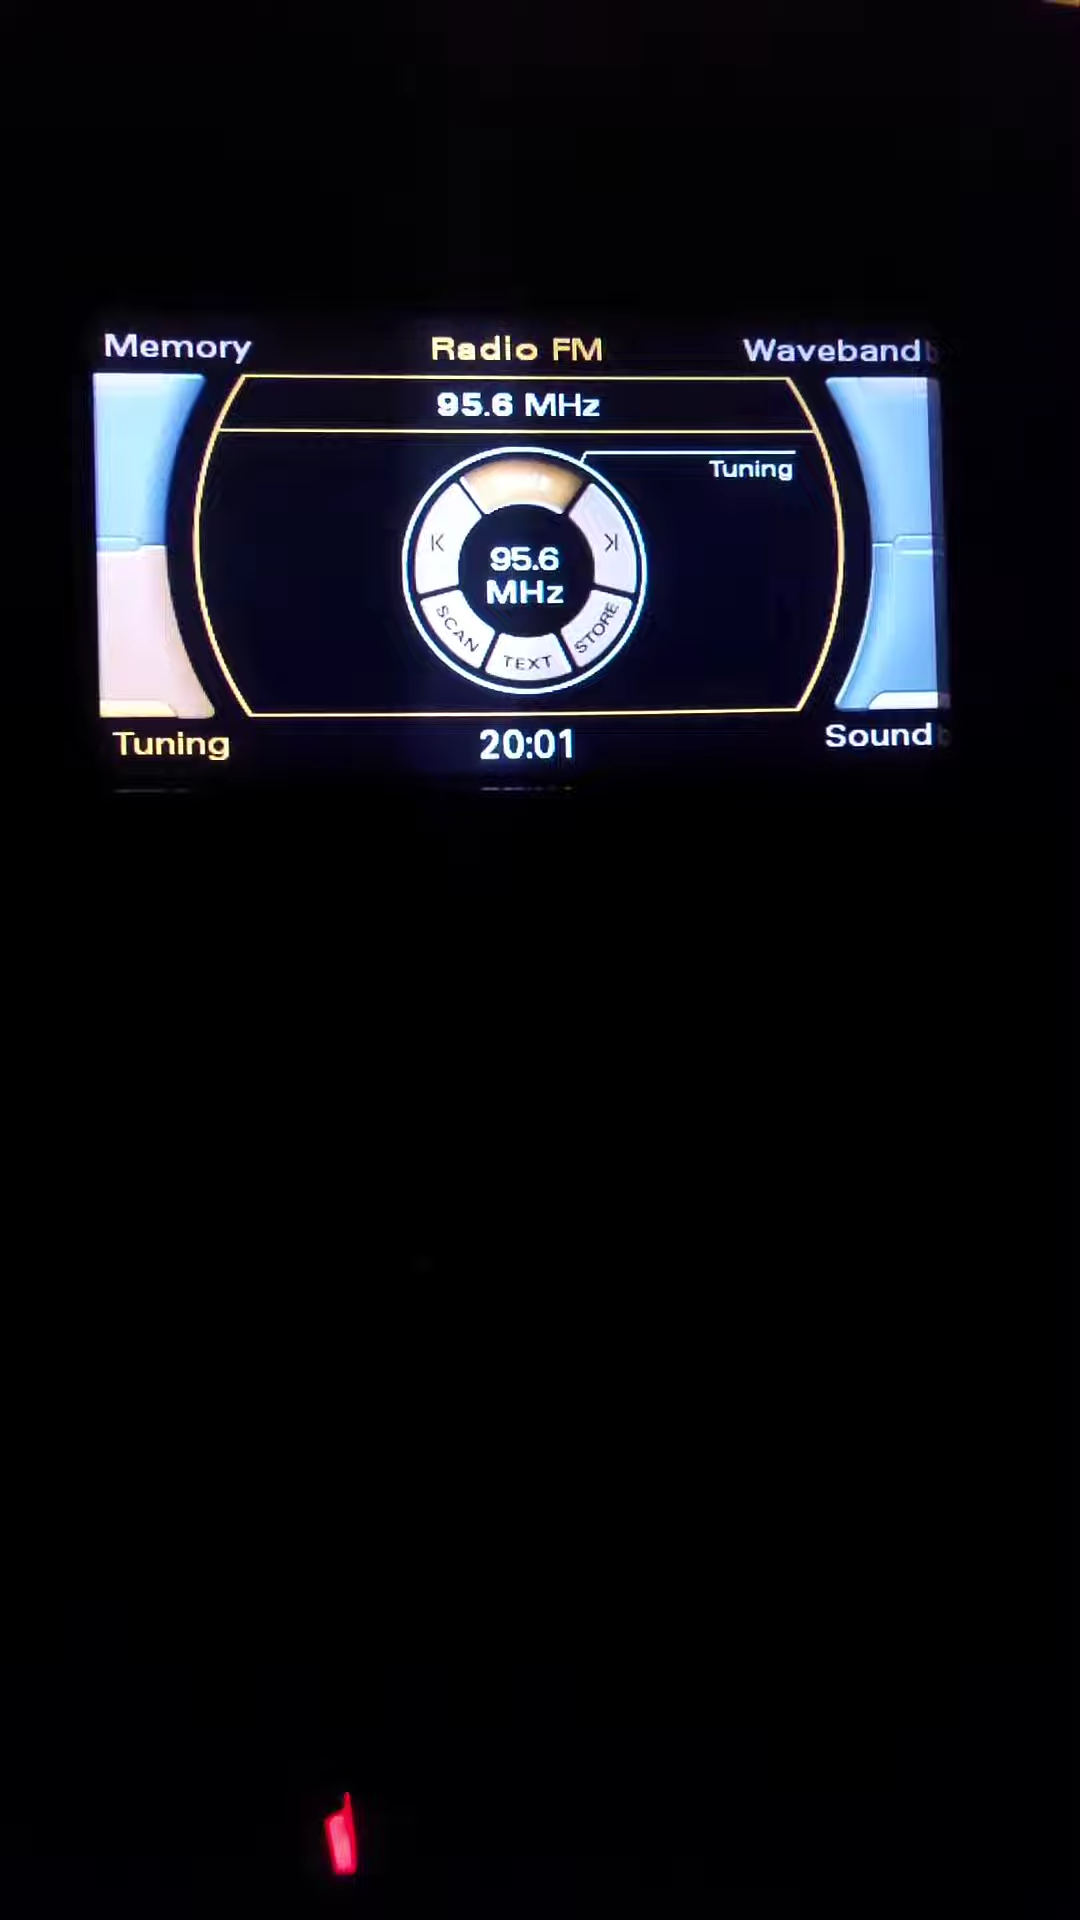 Memory
Radio FM
Waveband
95.6 MHz
Tuning
95.6
MHz
SCAN
TEXT
STORE
Tuning
20:01
Sound